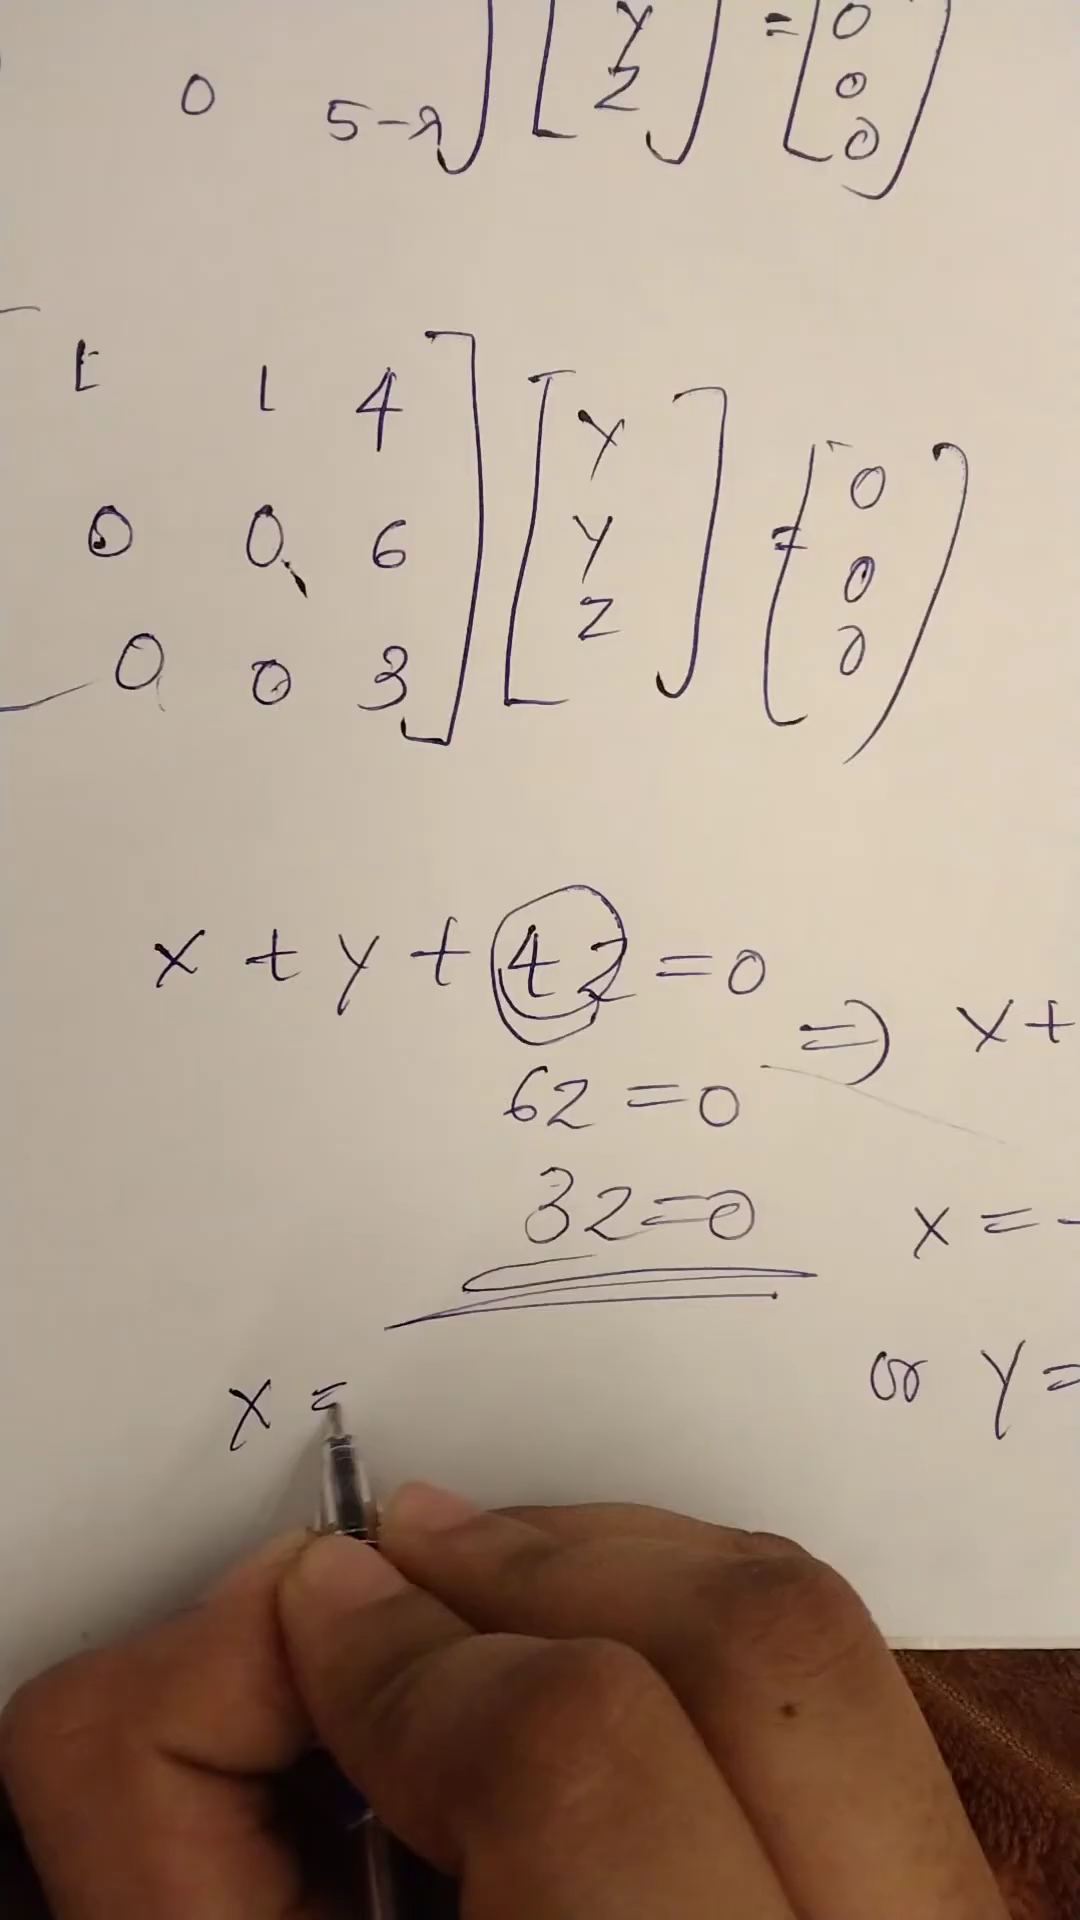 Y = 0
0 5-λ Z 0
0
1 1 4 X 0
0 0 6 Y = 0
0 0 3 Z 0
x + y + 4z = 0
⇒ x +
6z = 0
3z = 0
x = -
or y =
x =